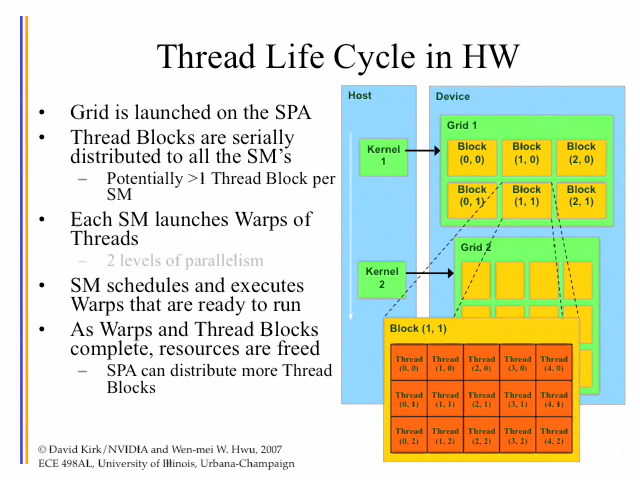 Thread Life Cycle in HW
• Grid is launched on the SPA
• Thread Blocks are serially
distributed to all the SM's
– Potentially >1 Thread Block per
SM
• Each SM launches Warps of
Threads
– 2 levels of parallelism
• SM schedules and executes
Warps that are ready to run
• As Warps and Thread Blocks
complete, resources are freed
– SPA can distribute more Thread
Blocks
Host
Device
Grid 1
Kernel
1
Block
(0, 0)
Block
(1, 0)
Block
(2, 0)
Block
(0, 1)
Block
(1, 1)
Block
(2, 1)
Grid 2
Kernel
2
Block (1, 1)
Thread
(0, 0)
Thread
(1, 0)
Thread
(2, 0)
Thread
(3, 0)
Thread
(4, 0)
Thread
(0, 1)
Thread
(1, 1)
Thread
(2, 1)
Thread
(3, 1)
Thread
(4, 1)
Thread
(0, 2)
Thread
(1, 2)
Thread
(2, 2)
Thread
(3, 2)
Thread
(4, 2)
© David Kirk/NVIDIA and Wen-mei W. Hwu, 2007
ECE 498AL, University of Illinois, Urbana-Champaign